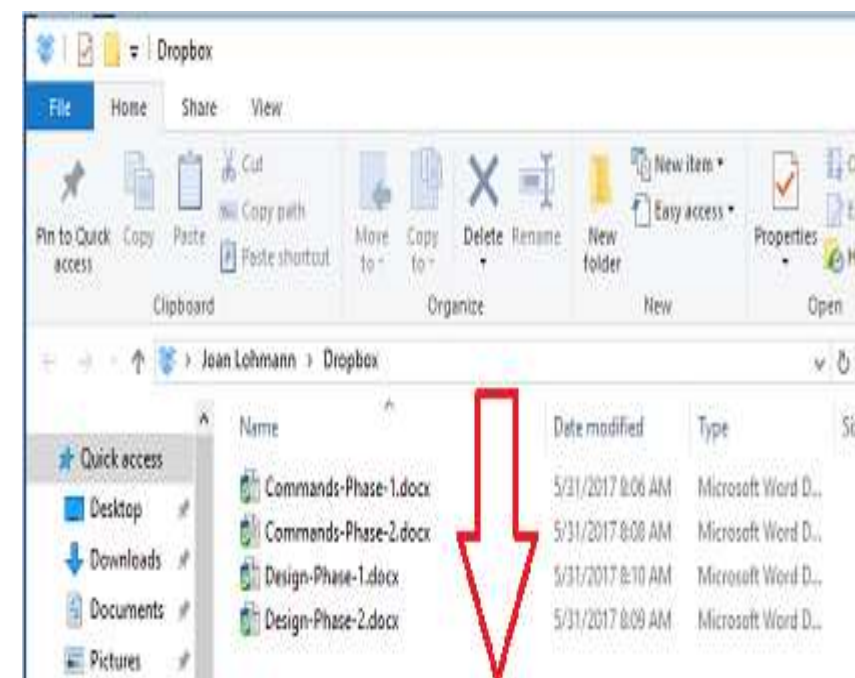 Dropbox
File Home Share View
Pin to Quick access Copy Paste Cut
Copy path
Paste shortcut
Move to Copy to Delete Rename New folder New item
Easy access
Properties
Clipboard Organize New Open
Joan Lohmann > Dropbox
Name Date modified Type
Quick access
Desktop
Downloads
Documents
Pictures
Commands-Phase-1.docx 5/31/2017 8:06 AM Microsoft Word D...
Commands-Phase-2.docx 5/31/2017 8:08 AM Microsoft Word D...
Design-Phase-1.docx 5/31/2017 8:10 AM Microsoft Word D...
Design-Phase-2.docx 5/31/2017 8:09 AM Microsoft Word D...